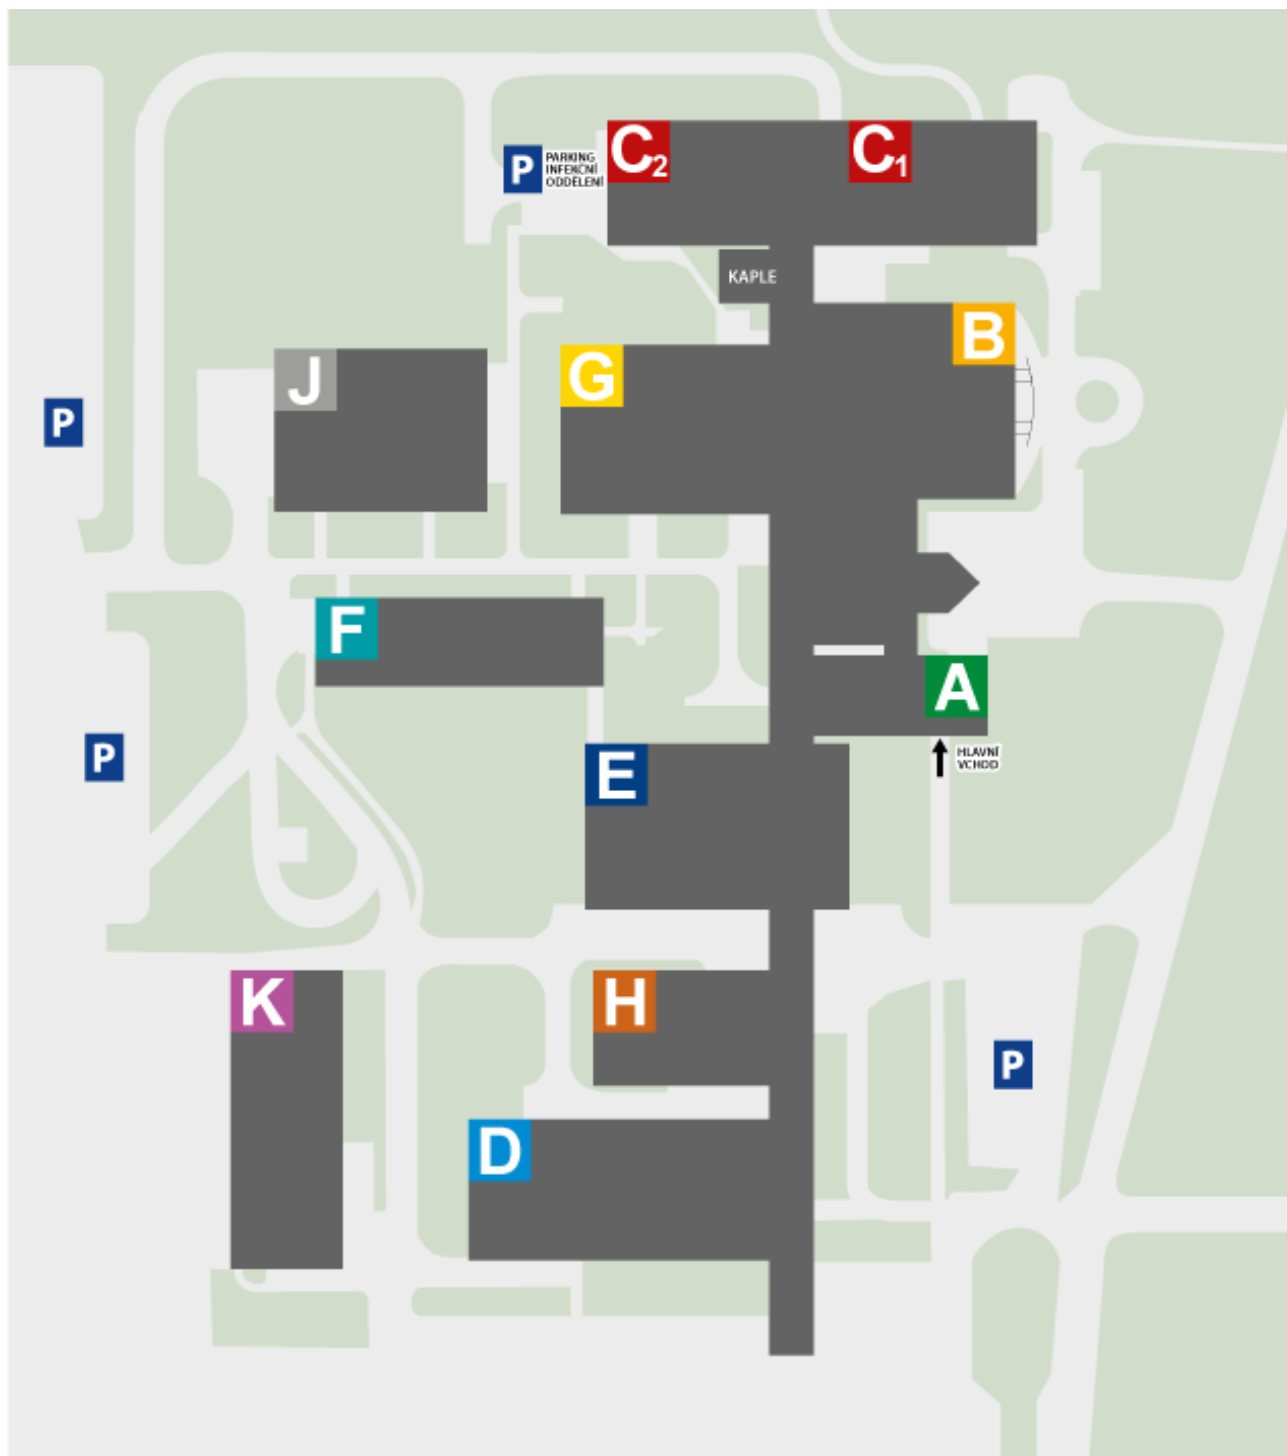 C2
C1
P
PARKING
INFEKČNÍ
ODDĚLENÍ
KAPLE
B
J
G
P
F
A
P
E
HLAVNÍ
VCHOD
K
H
P
D